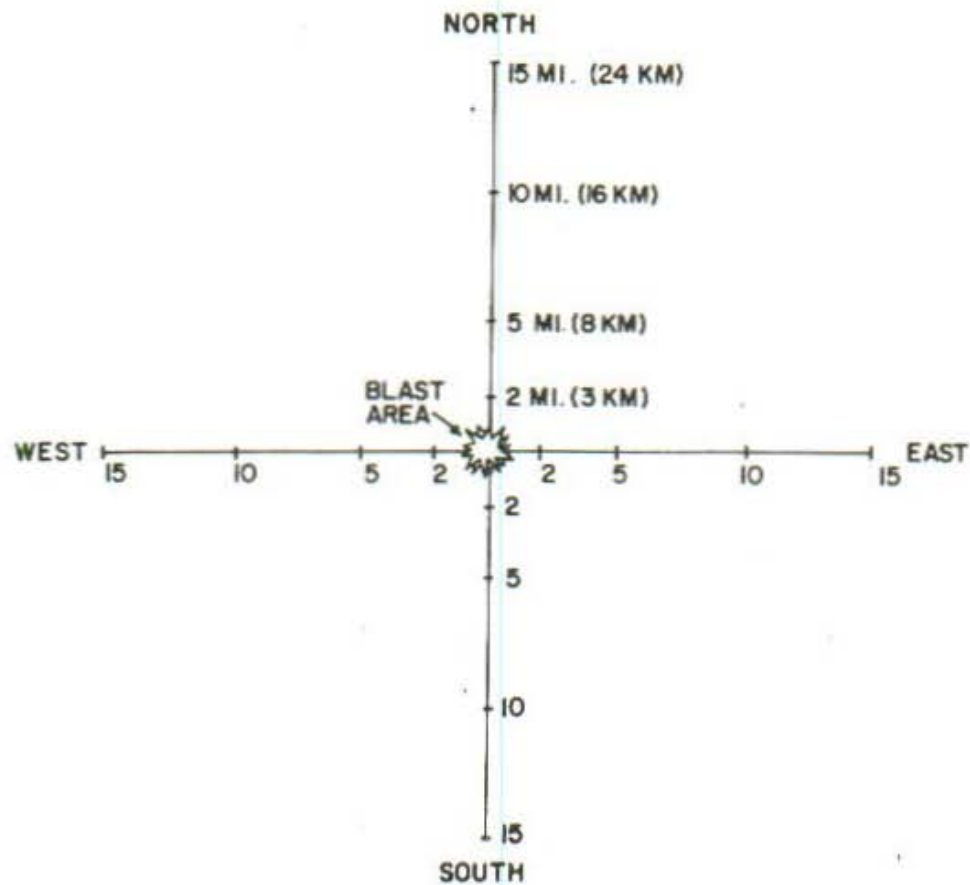 NORTH
15 MI. (24 KM)
10 MI. (16 KM)
5 MI. (8 KM)
BLAST
AREA
2 MI. (3 KM)
WEST
EAST
15 10 5 2 2 5 10 15
2
5
10
15
SOUTH